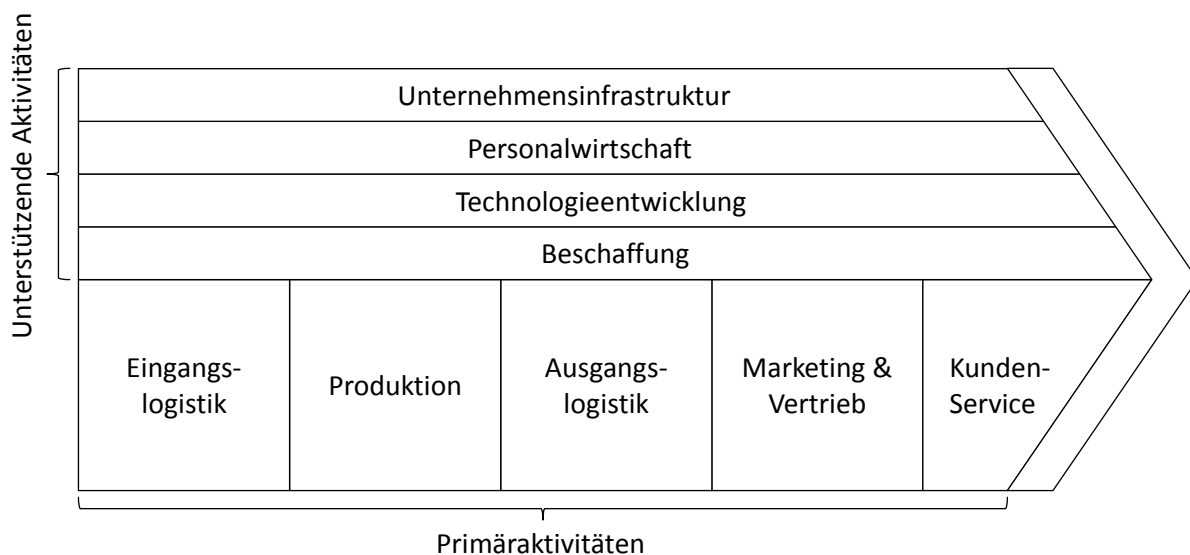 Unterstützende Aktivitäten
Unternehmensinfrastruktur
Personalwirtschaft
Technologieentwicklung
Beschaffung
Eingangs-
logistik
Produktion
Ausgangs-
logistik
Marketing &
Vertrieb
Kunden-
Service
Primäraktivitäten